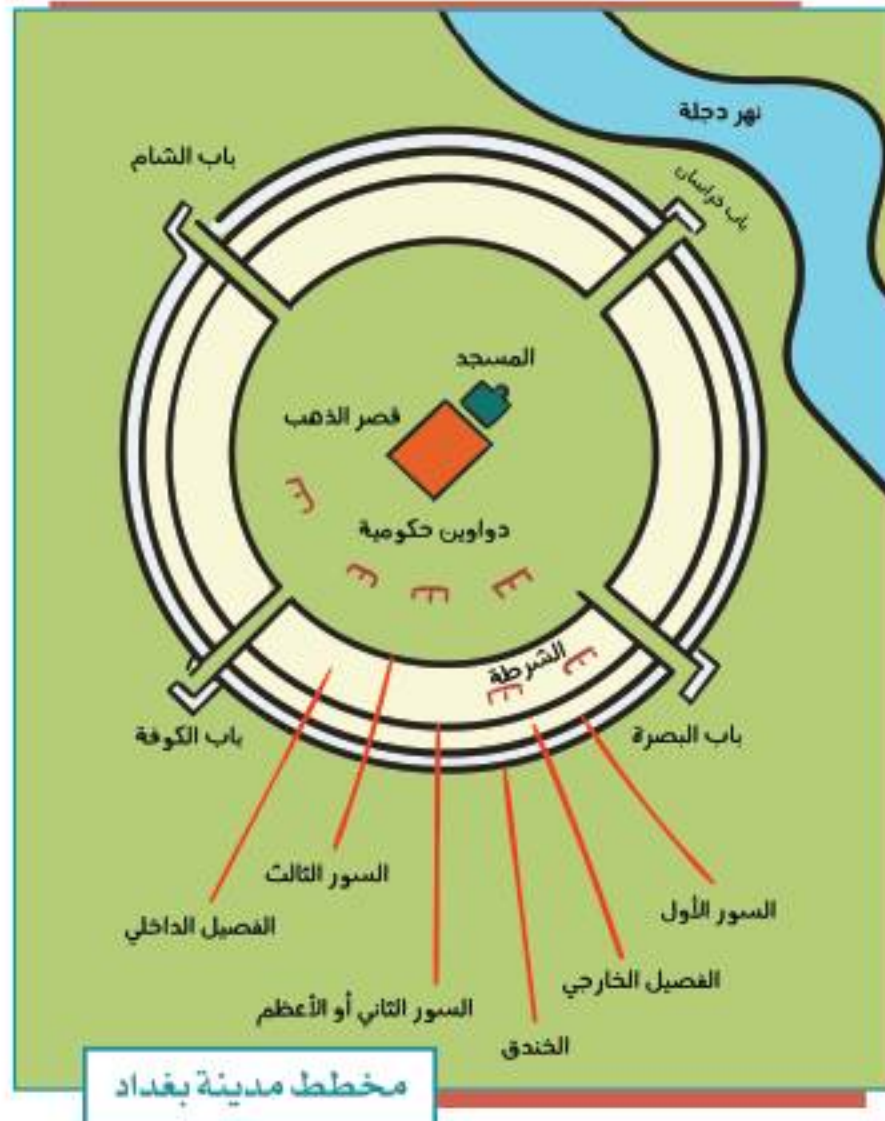 نهر دجلة
باب الشام
باب خراسان
المسجد
قصر الذهب
دواوين حكومية
الشرطة
باب الكوفة
باب البصرة
السور الثالث
السور الأول
الفصيل الداخلي
الفصيل الخارجي
السور الثاني أو الأعظم
الخندق
مخطط مدينة بغداد